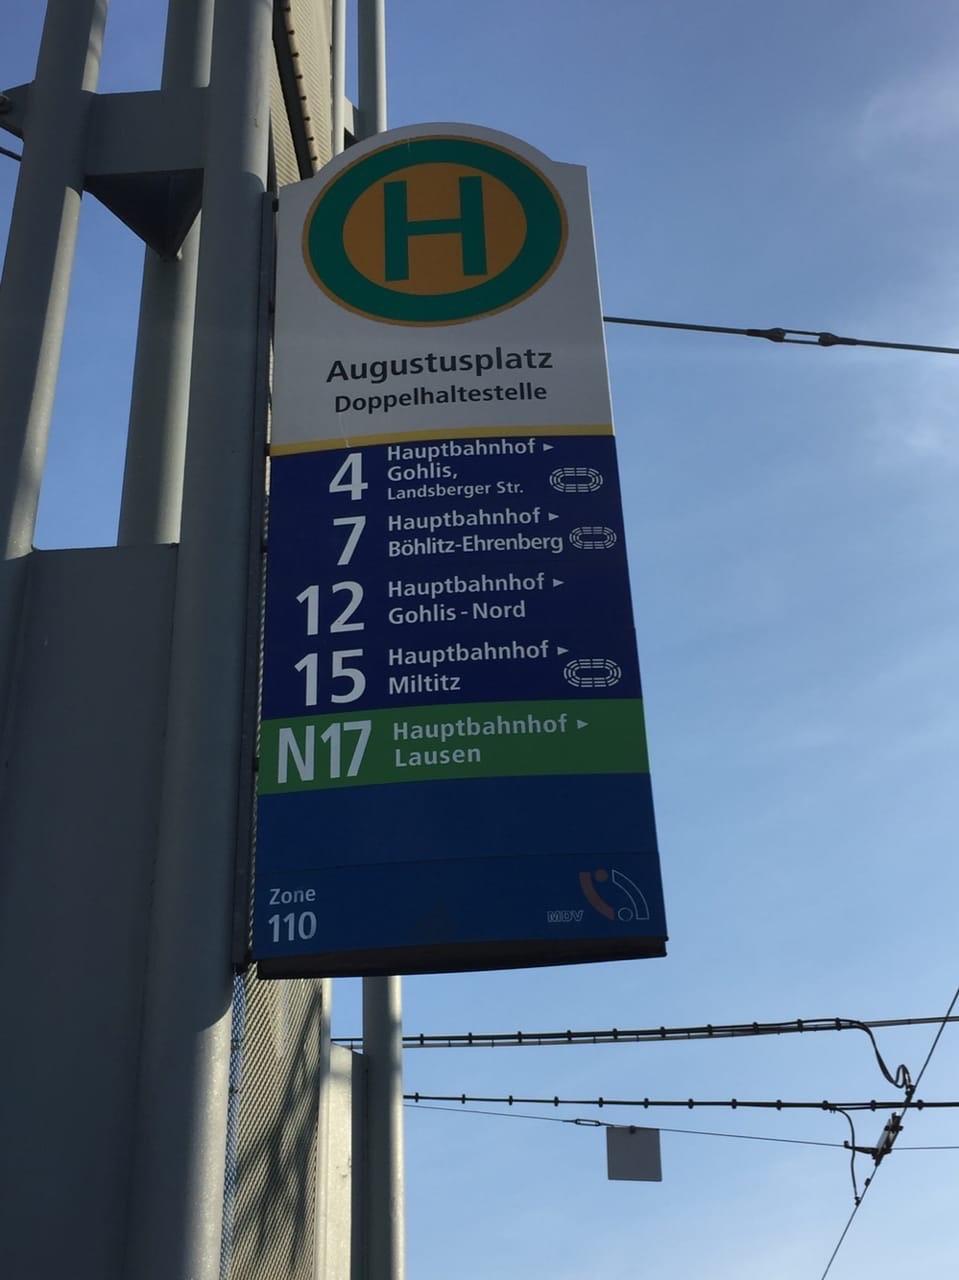 H
Augustusplatz
Doppelhaltestelle
4 Hauptbahnhof ►
Gohlis,
Landsberger Str.
7 Hauptbahnhof ►
Böhlitz-Ehrenberg
12 Hauptbahnhof ►
Gohlis - Nord
15 Hauptbahnhof ►
Miltitz
N17 Hauptbahnhof ►
Lausen
Zone
110
MDV